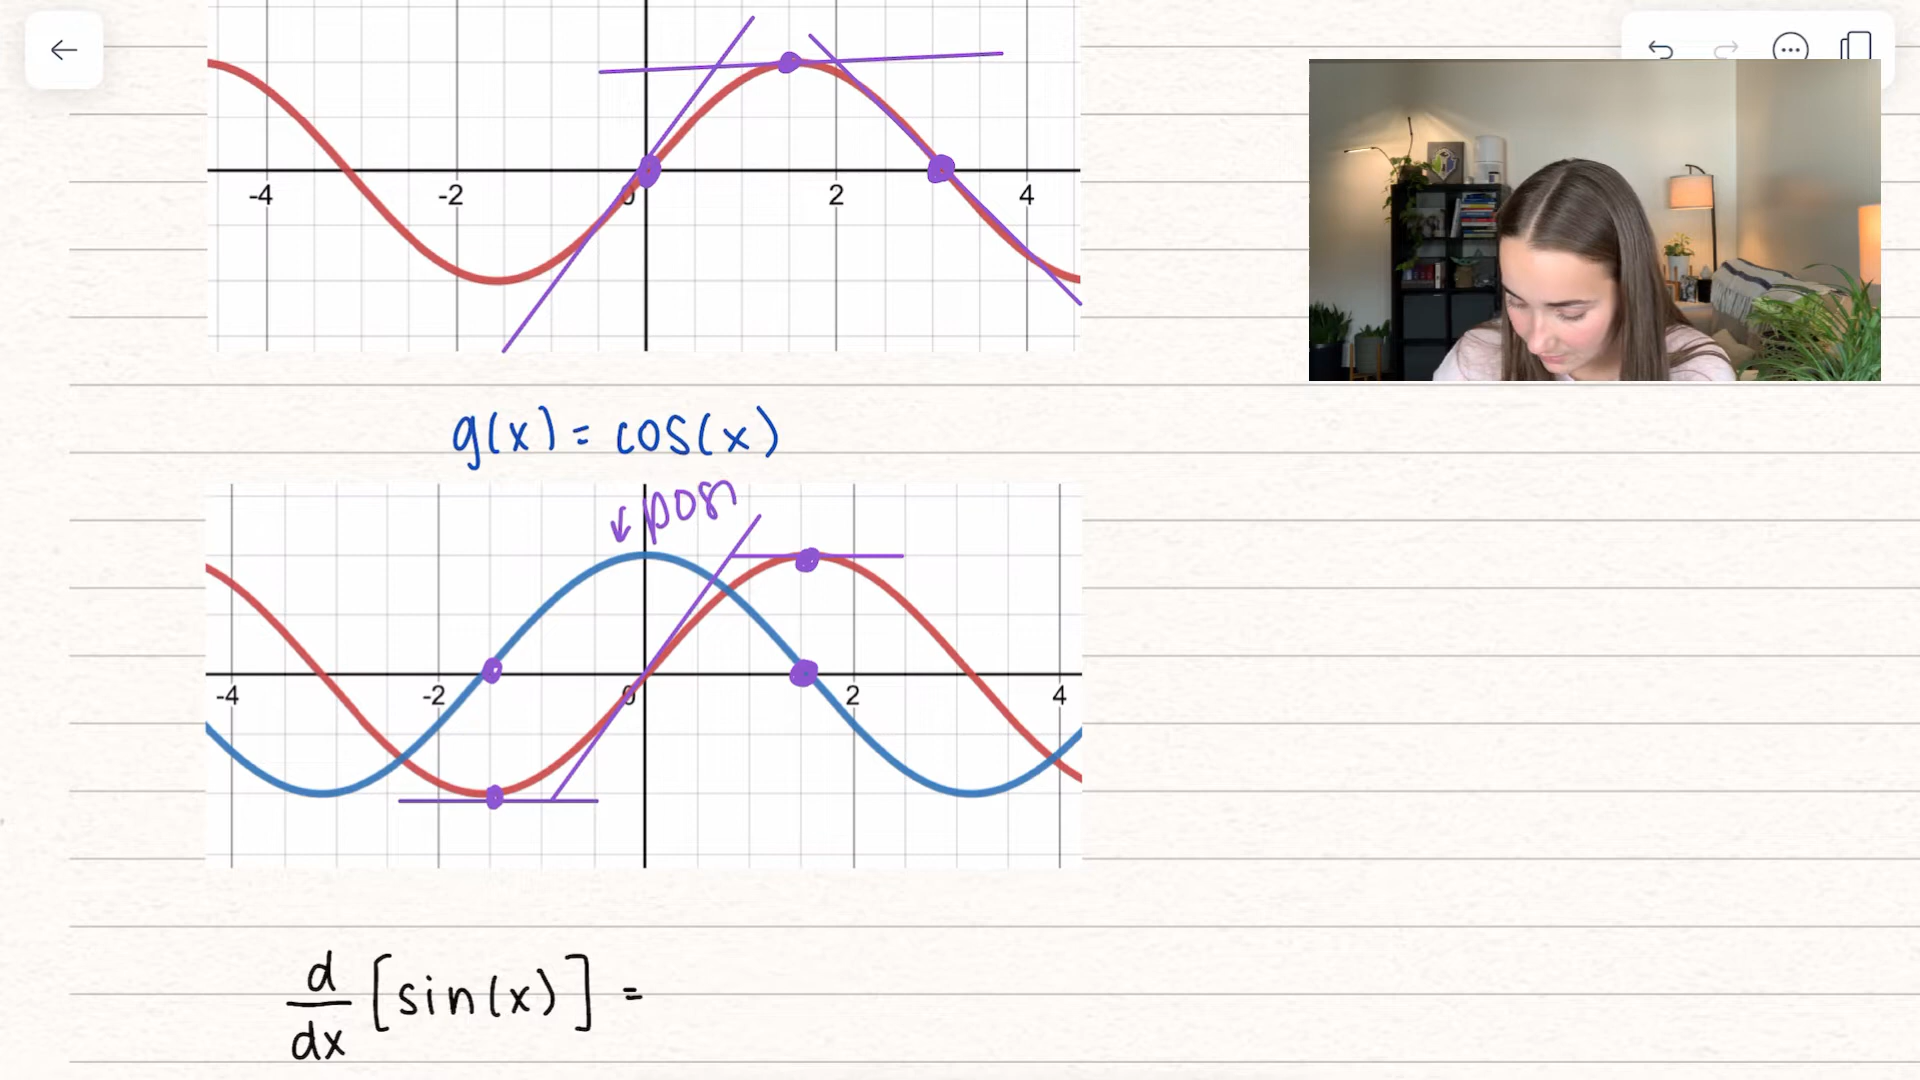 -4 -2 0 2 4
g(x) = cos(x)
pos
-4 -2 0 2 4
d/dx [sin(x)] =